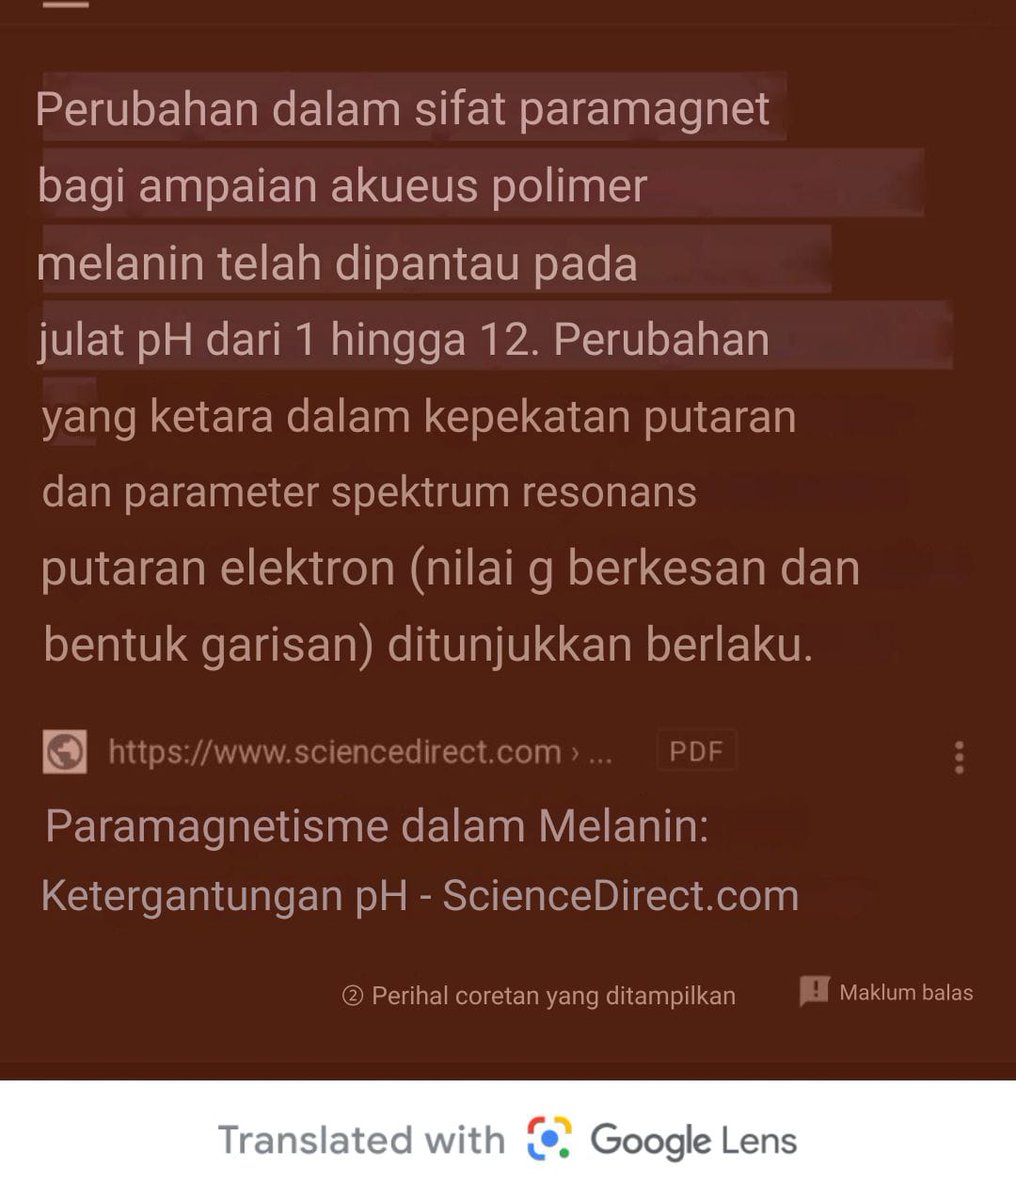 Perubahan dalam sifat paramagnet
bagi ampaian akueus polimer
melanin telah dipantau pada
julat pH dari 1 hingga 12. Perubahan
yang ketara dalam kepekatan putaran
dan parameter spektrum resonans
putaran elektron (nilai g berkesan dan
bentuk garisan) ditunjukkan berlaku.
https://www.sciencedirect.com › ... PDF
Paramagnetisme dalam Melanin:
Ketergantungan pH - ScienceDirect.com
② Perihal coretan yang ditampilkan Maklum balas
Translated with Google Lens